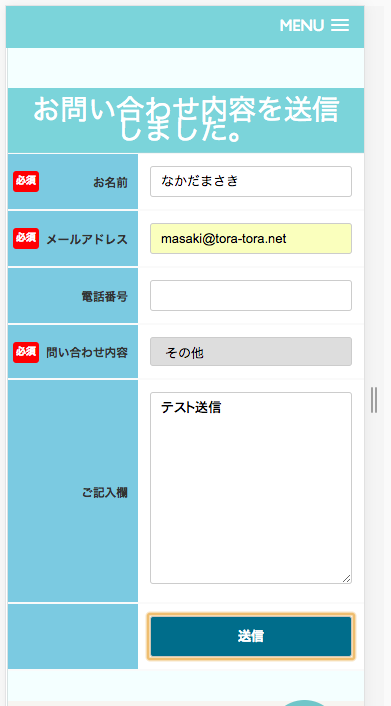 MENU
お問い合わせ内容を送信
しました。
必須 お名前 なかだまさき
必須 メールアドレス masaki@tora-tora.net
電話番号
必須 問い合わせ内容 その他
テスト送信
ご記入欄
送信